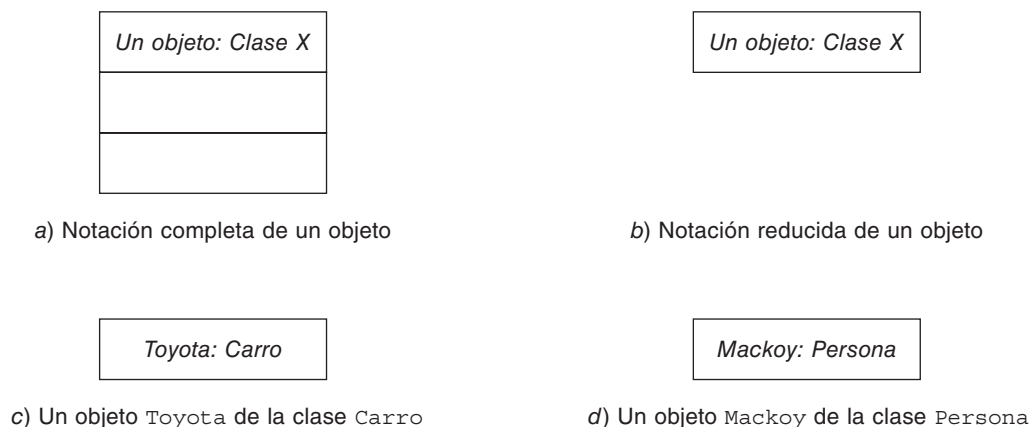 Un objeto: Clase X
Un objeto: Clase X
a) Notación completa de un objeto
b) Notación reducida de un objeto
Toyota: Carro
Mackoy: Persona
c) Un objeto Toyota de la clase Carro
d) Un objeto Mackoy de la clase Persona